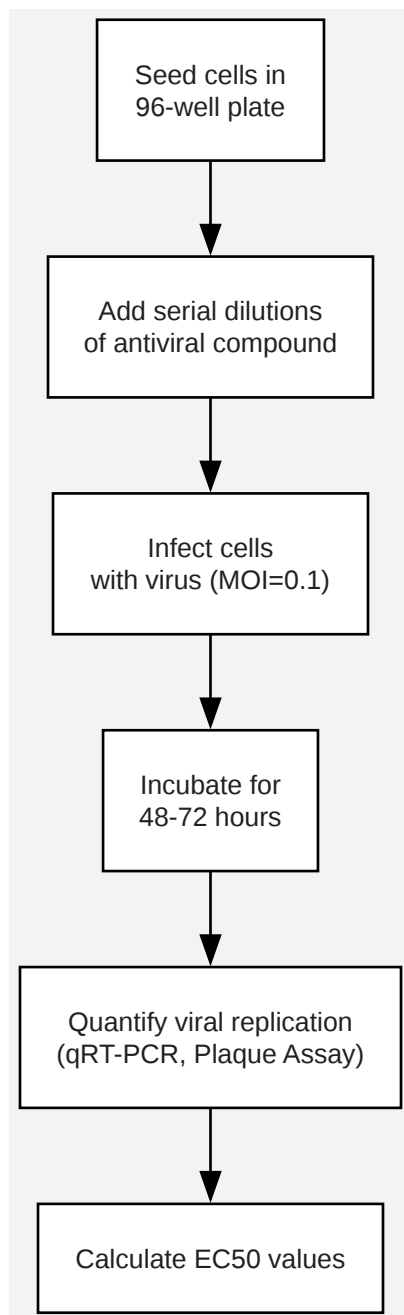 Seed cells in
96-well plate
Add serial dilutions
of antiviral compound
Infect cells
with virus (MOI=0.1)
Incubate for
48-72 hours
Quantify viral replication
(qRT-PCR, Plaque Assay)
Calculate EC50 values